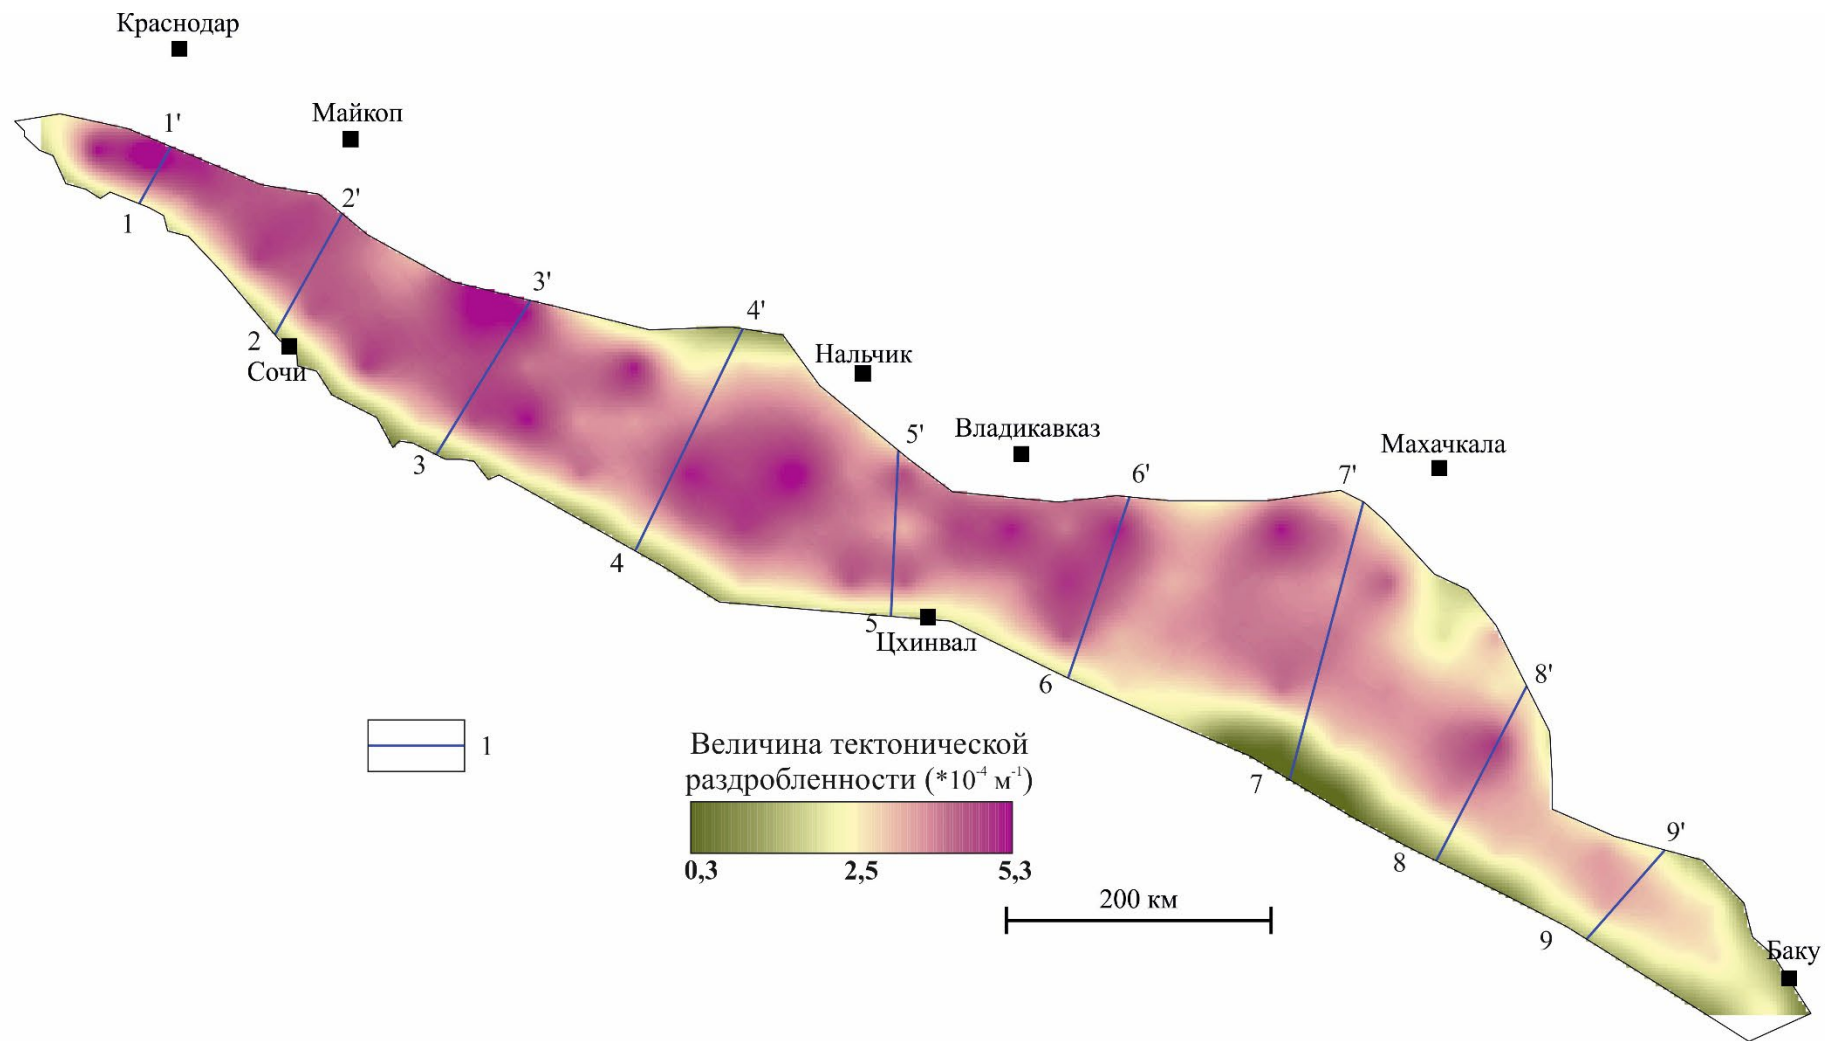 Краснодар
Майкоп
1'
2'
1
3'
4'
2
Сочи
Нальчик
5'
Владикавказ
Махачкала
3
6'
7'
4
5
Цхинвал
6
8'
1
Величина тектонической
раздробленности (*10⁻⁴ м⁻¹)
7
0,3 2,5 5,3
8
9'
200 км
9
Баку